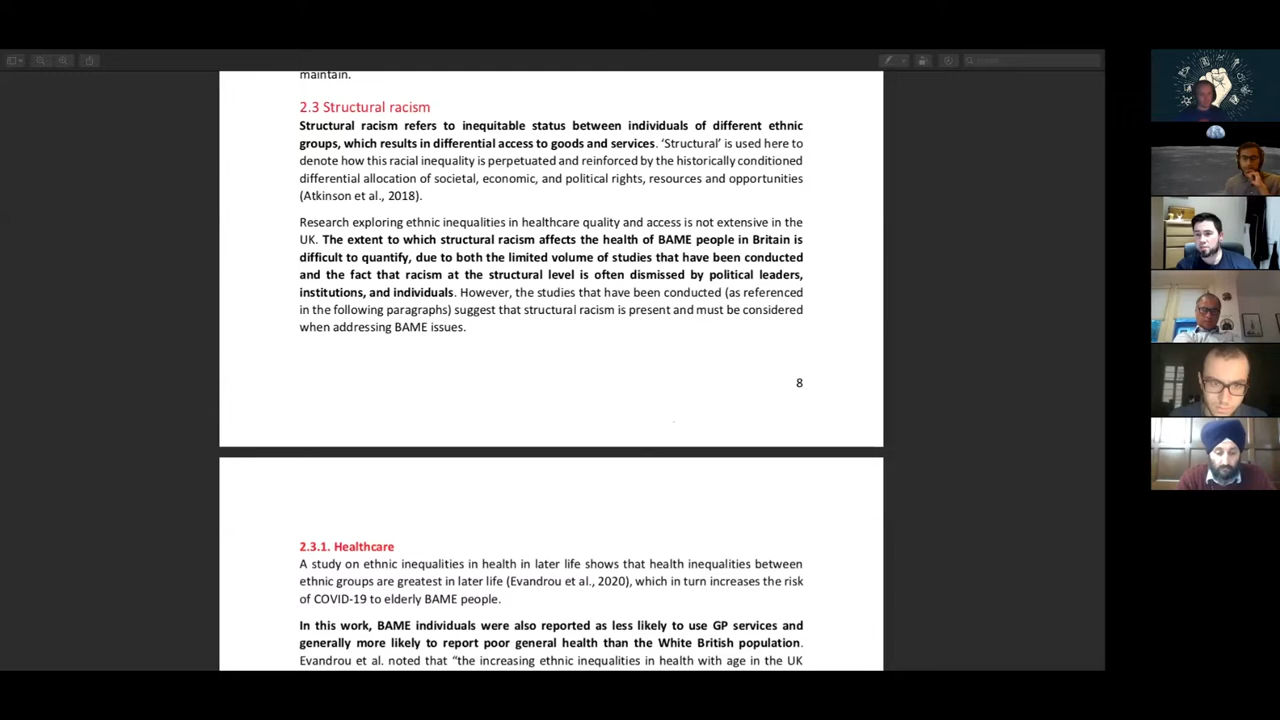 maintain.
2.3 Structural racism
Structural racism refers to inequitable status between individuals of different ethnic
groups, which results in differential access to goods and services. ‘Structural’ is used here to
denote how this racial inequality is perpetuated and reinforced by the historically conditioned
differential allocation of societal, economic, and political rights, resources and opportunities
(Atkinson et al., 2018).
Research exploring ethnic inequalities in healthcare quality and access is not extensive in the
UK. The extent to which structural racism affects the health of BAME people in Britain is
difficult to quantify, due to both the limited volume of studies that have been conducted
and the fact that racism at the structural level is often dismissed by political leaders,
institutions, and individuals. However, the studies that have been conducted (as referenced
in the following paragraphs) suggest that structural racism is present and must be considered
when addressing BAME issues.
8
2.3.1. Healthcare
A study on ethnic inequalities in health in later life shows that health inequalities between
ethnic groups are greatest in later life (Evandrou et al., 2020), which in turn increases the risk
of COVID-19 to elderly BAME people.
In this work, BAME individuals were also reported as less likely to use GP services and
generally more likely to report poor general health than the White British population.
Evandrou et al. noted that “the increasing ethnic inequalities in health with age in the UK